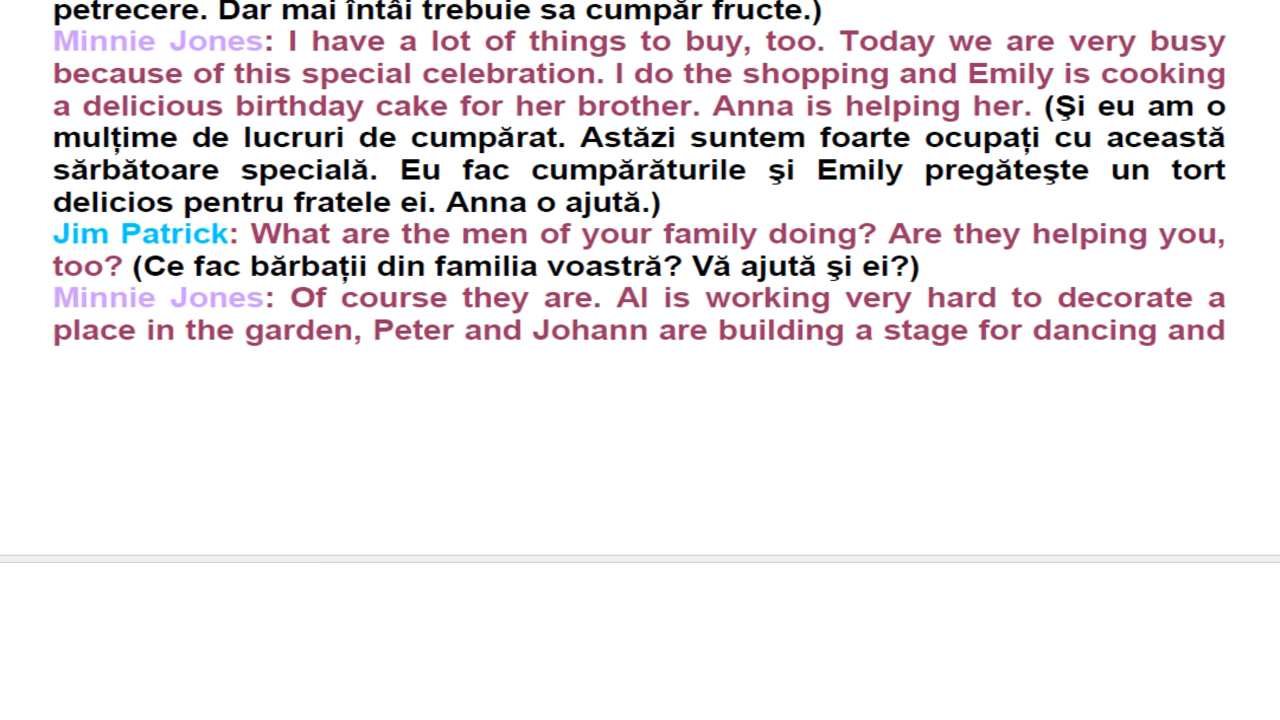 petrecere. Dar mai întâi trebuie sa cumpăr fructe.)
Minnie Jones: I have a lot of things to buy, too. Today we are very busy
because of this special celebration. I do the shopping and Emily is cooking
a delicious birthday cake for her brother. Anna is helping her. (Şi eu am o
mulțime de lucruri de cumpărat. Astăzi suntem foarte ocupați cu această
sărbătoare specială. Eu fac cumpărăturile şi Emily pregăteşte un tort
delicios pentru fratele ei. Anna o ajută.)
Jim Patrick: What are the men of your family doing? Are they helping you,
too? (Ce fac bărbații din familia voastră? Vă ajută şi ei?)
Minnie Jones: Of course they are. Al is working very hard to decorate a
place in the garden, Peter and Johann are building a stage for dancing and